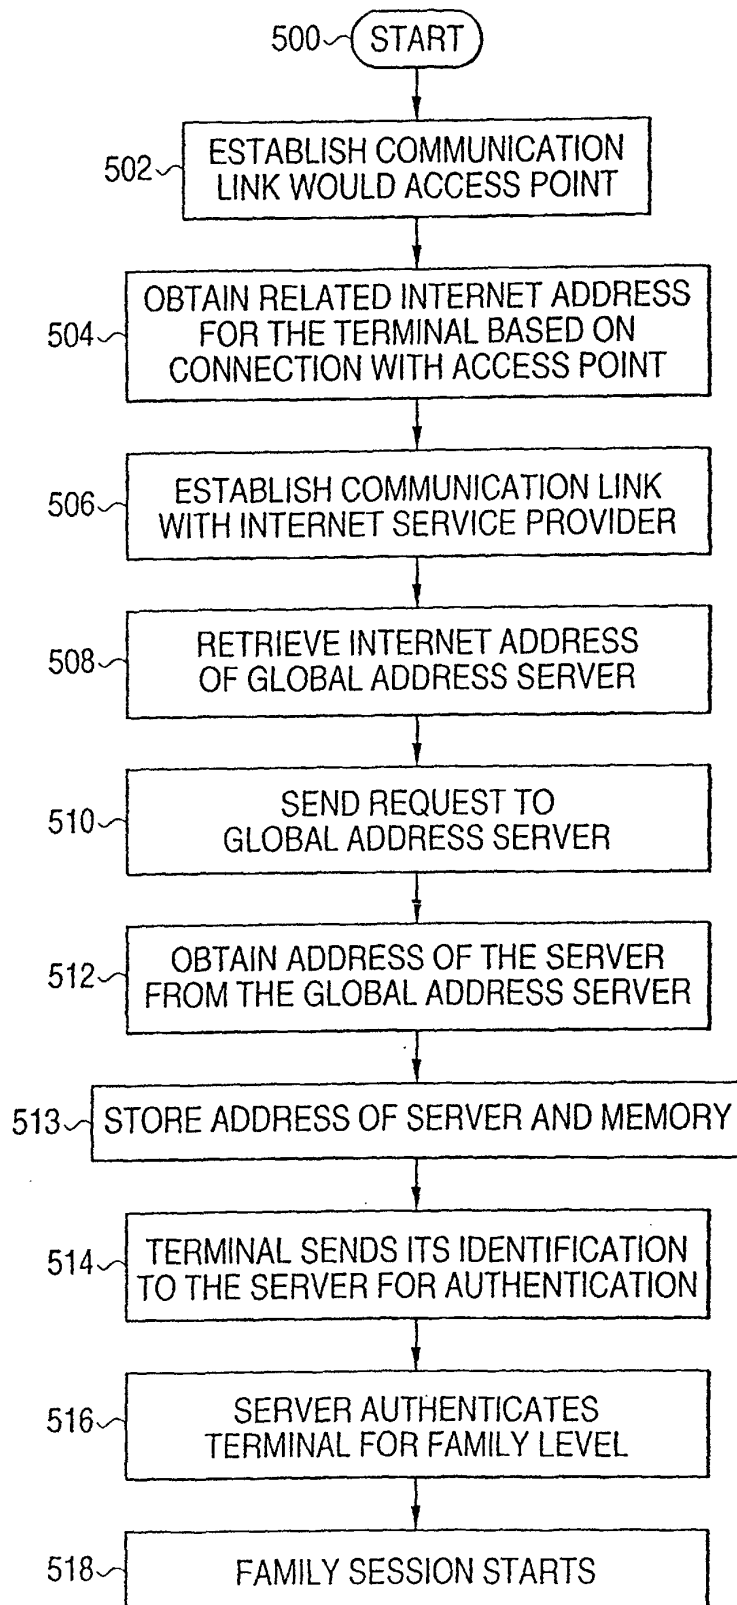 500 START
502 ESTABLISH COMMUNICATION
LINK WOULD ACCESS POINT
504 OBTAIN RELATED INTERNET ADDRESS
FOR THE TERMINAL BASED ON
CONNECTION WITH ACCESS POINT
506 ESTABLISH COMMUNICATION LINK
WITH INTERNET SERVICE PROVIDER
508 RETRIEVE INTERNET ADDRESS
OF GLOBAL ADDRESS SERVER
510 SEND REQUEST TO
GLOBAL ADDRESS SERVER
512 OBTAIN ADDRESS OF THE SERVER
FROM THE GLOBAL ADDRESS SERVER
513 STORE ADDRESS OF SERVER AND MEMORY
514 TERMINAL SENDS ITS IDENTIFICATION
TO THE SERVER FOR AUTHENTICATION
516 SERVER AUTHENTICATES
TERMINAL FOR FAMILY LEVEL
518 FAMILY SESSION STARTS